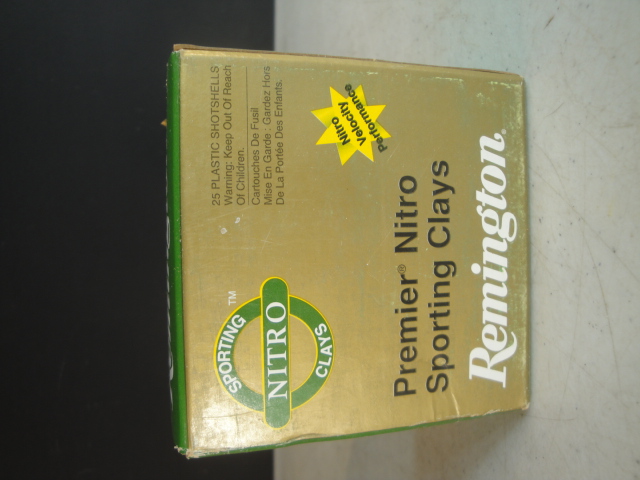 25 PLASTIC SHOTSHELLS
Warning: Keep Out Of Reach
Of Children.
Cartouches De Fusil
Mise En Garde : Gardez Hors
De La Portée Des Enfants.
Nitro
Velocity
Performance
SPORTING TM
NITRO
CLAYS
Premier® Nitro
Sporting Clays
Remington®